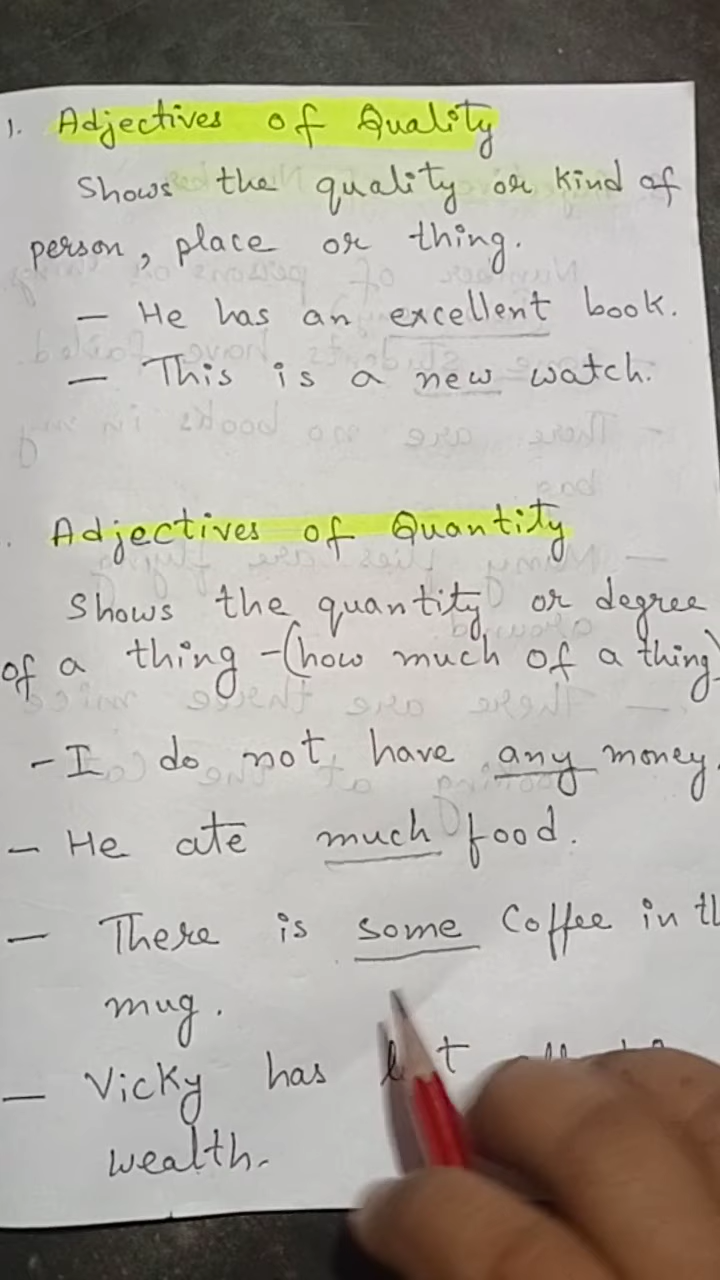 1. Adjectives of Quality
Shows the quality or kind of
person, place or thing.
- He has an excellent book.
- This is a new watch.
. Adjectives of Quantity
Shows the quantity or degree
of a thing - (how much of a thing)
- I do not have any money.
- He ate much food.
- There is some Coffee in
mug.
- Vicky has
wealth.